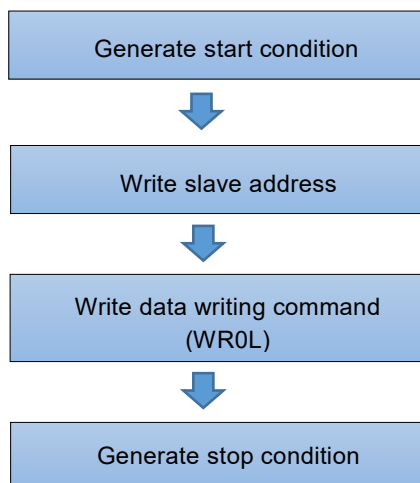 Generate start condition
Write slave address
Write data writing command
(WR0L)
Generate stop condition